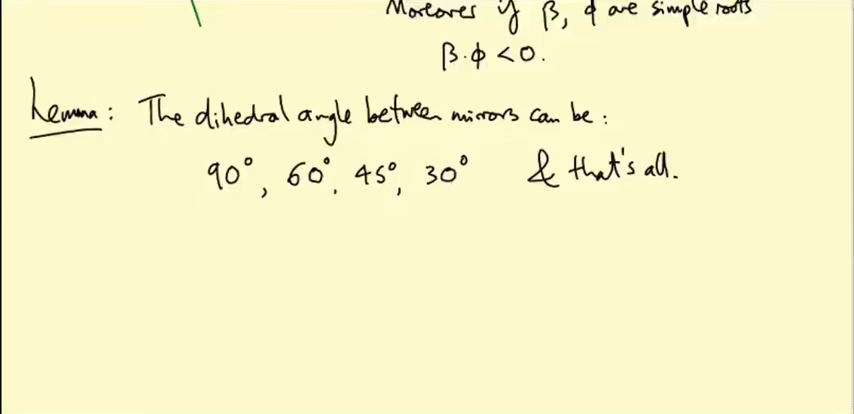 Moreover if β, φ are simple roots
β·φ < 0.
Lemma: The dihedral angle between mirrors can be:
90°, 60°, 45°, 30° & that's all.